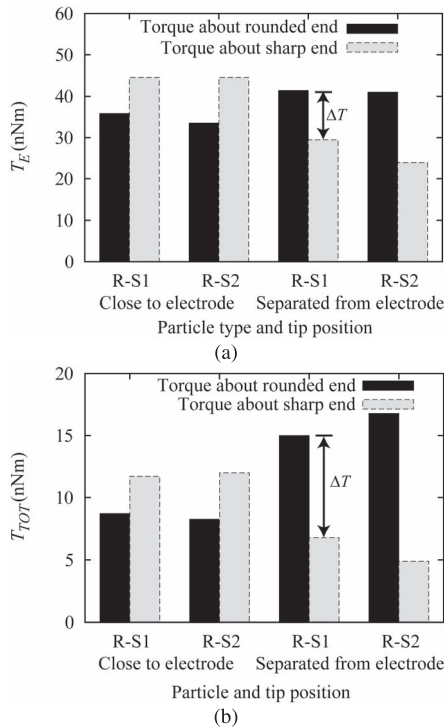 60
50
40
30
20
10
0
T_E (nNm)
Torque about rounded end
Torque about sharp end
ΔT
R-S1 R-S2 R-S1 R-S2
Close to electrode Separated from electrode
Particle type and tip position
(a)
20
15
10
5
0
T_TOT (nNm)
Torque about rounded end
Torque about sharp end
ΔT
R-S1 R-S2 R-S1 R-S2
Close to electrode Separated from electrode
Particle and tip position
(b)